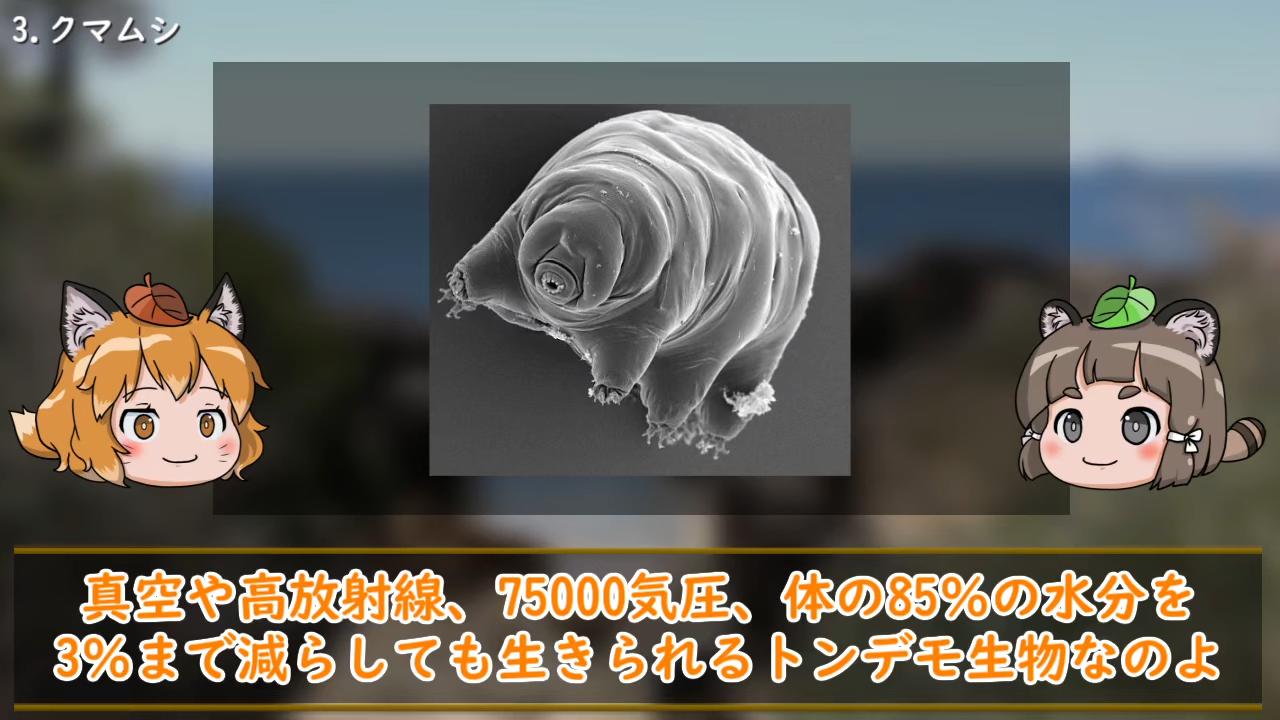 3.クマムシ
真空や高放射線、75000気圧、体の85％の水分を
3％まで減らしても生きられるトンデモ生物なのよ